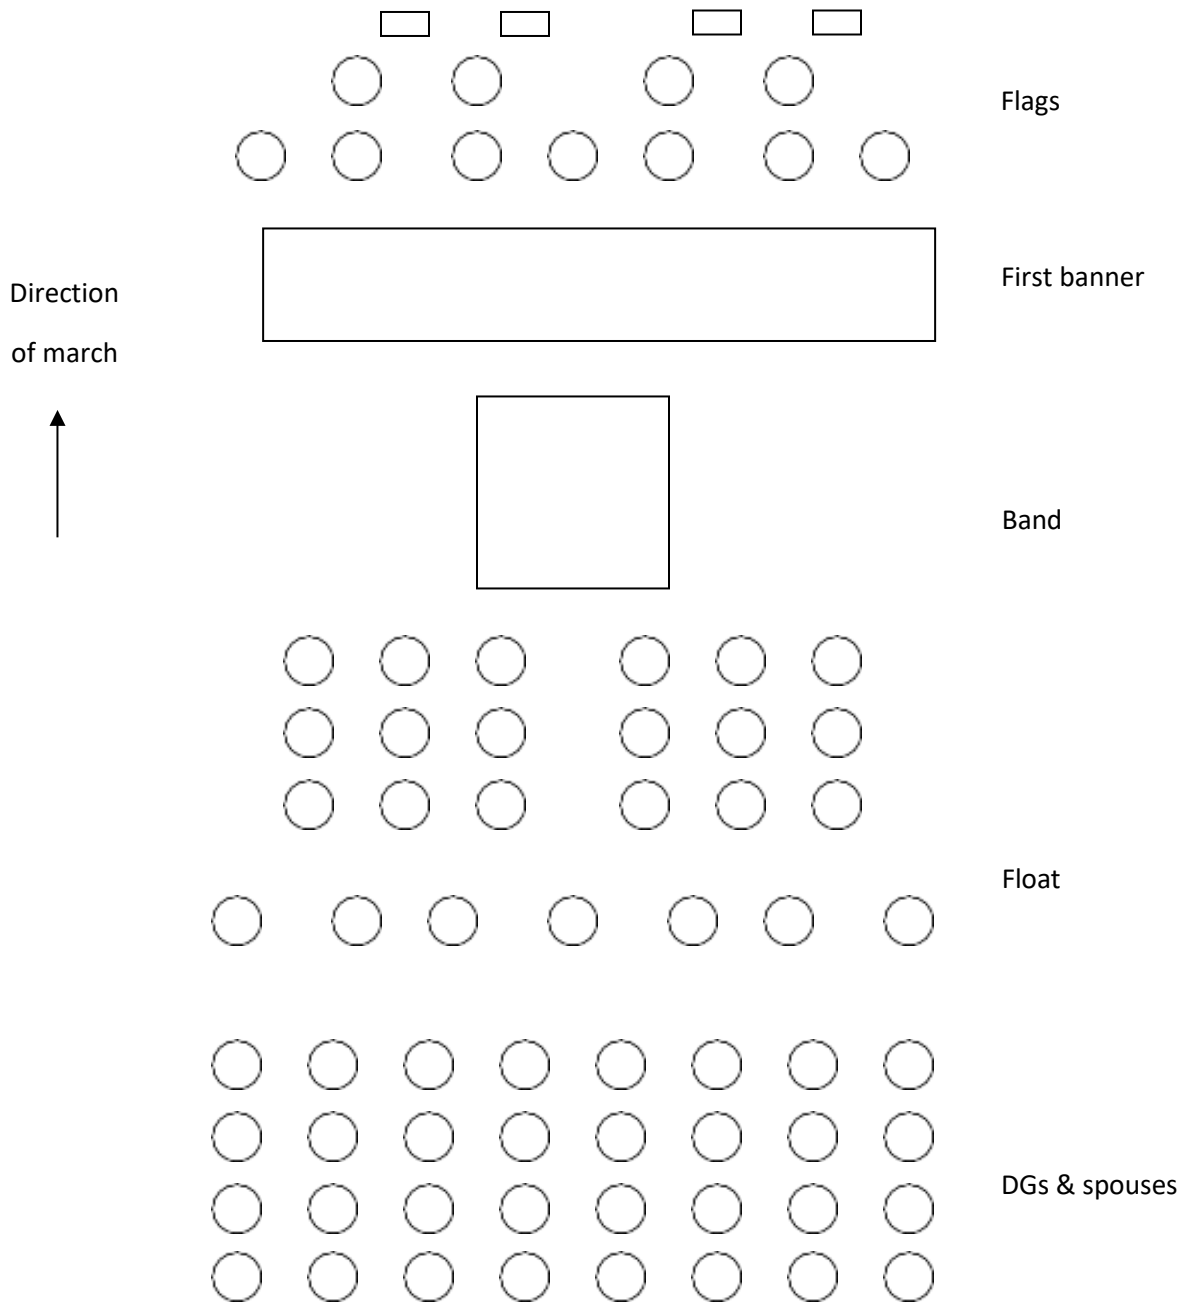 Flags
First banner
Direction
of march
Band
Float
DGs & spouses